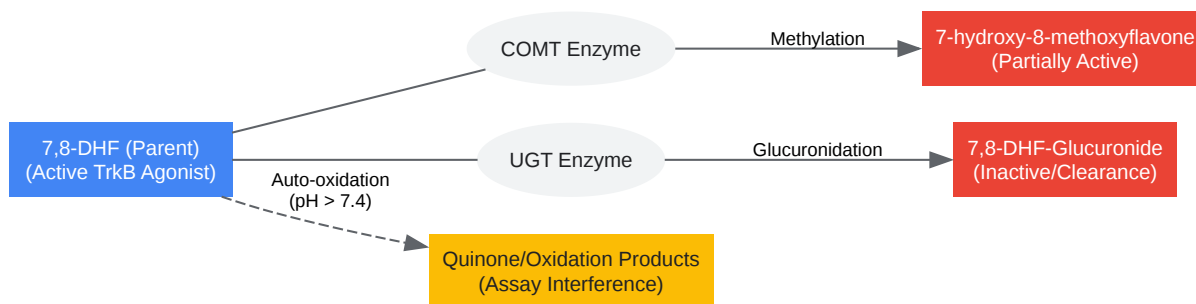 COMT Enzyme
Methylation
7-hydroxy-8-methoxyflavone
(Partially Active)
7,8-DHF (Parent)
(Active TrkB Agonist)
UGT Enzyme
Glucuronidation
7,8-DHF-Glucuronide
(Inactive/Clearance)
Auto-oxidation
(pH > 7.4)
Quinone/Oxidation Products
(Assay Interference)